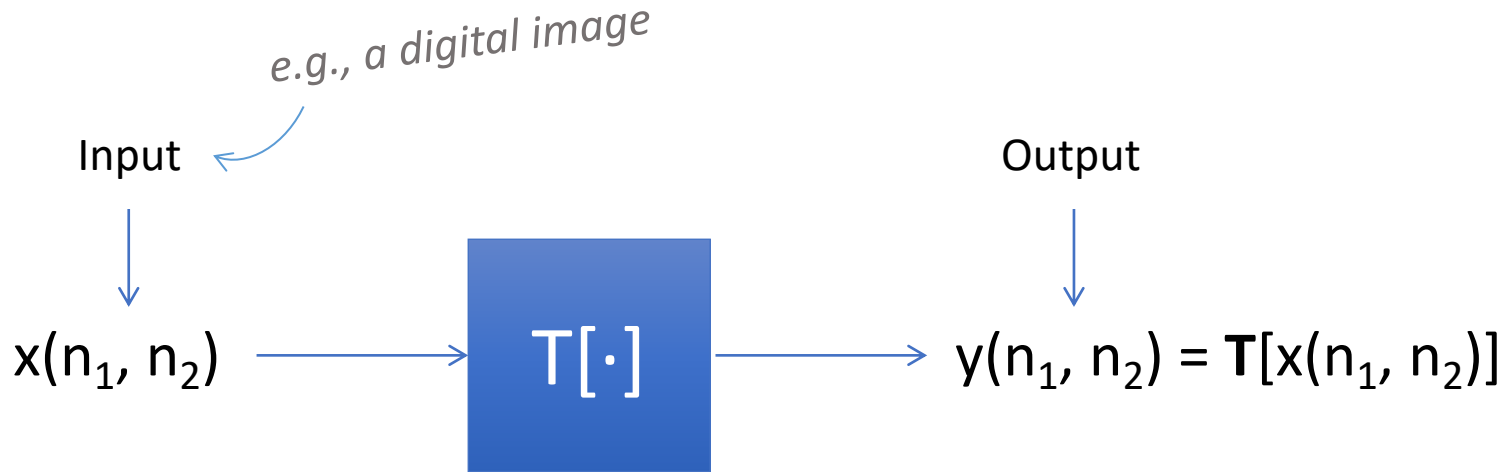 e.g., a digital image
Input
Output
x(n₁, n₂)
T[·]
y(n₁, n₂) = T[x(n₁, n₂)]